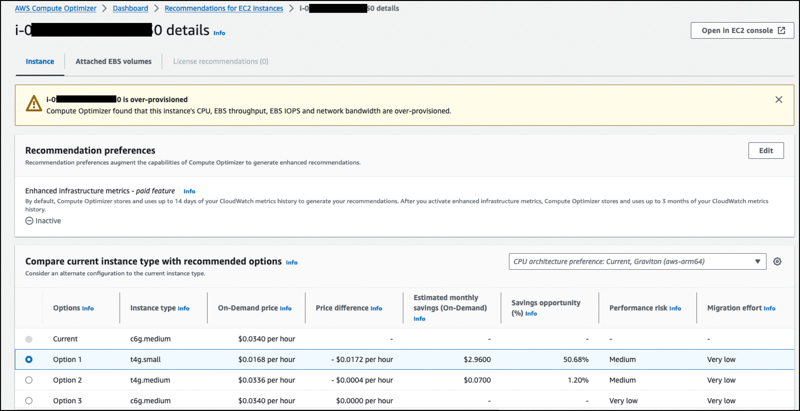 AWS Compute Optimizer > Dashboard > Recommendations for EC2 instances > i-0 50 details
i-0 0 details Info
Open in EC2 console
Instance Attached EBS volumes License recommendations (0)
i-0 0 is over-provisioned
Compute Optimizer found that this instance's CPU, EBS throughput, EBS IOPS and network bandwidth are over-provisioned.
Recommendation preferences
Edit
Recommendation preferences augment the capabilities of Compute Optimizer to generate enhanced recommendations.
Enhanced infrastructure metrics - paid feature Info
By default, Compute Optimizer stores and uses up to 14 days of your CloudWatch metrics history to generate your recommendations. After you activate enhanced infrastructure metrics, Compute Optimizer stores and uses up to 3 months of your CloudWatch metrics
history.
Inactive
Compare current instance type with recommended options Info
CPU architecture preference: Current, Graviton (aws-arm64)
Consider an alternate configuration to the current instance type.
Options Info Instance type Info On-Demand price Info Price difference Info Estimated monthly savings (On-Demand) Info Savings opportunity (%) Info Performance risk Info Migration effort Info
Current c6g.medium $0.0340 per hour - - - - -
Option 1 t4g.small $0.0168 per hour - $0.0172 per hour $2.9600 50.68% Medium Very low
Option 2 t4g.medium $0.0336 per hour - $0.0004 per hour $0.0700 1.20% Medium Very low
Option 3 c6g.medium $0.0340 per hour $0.0000 per hour - - Very low Very low